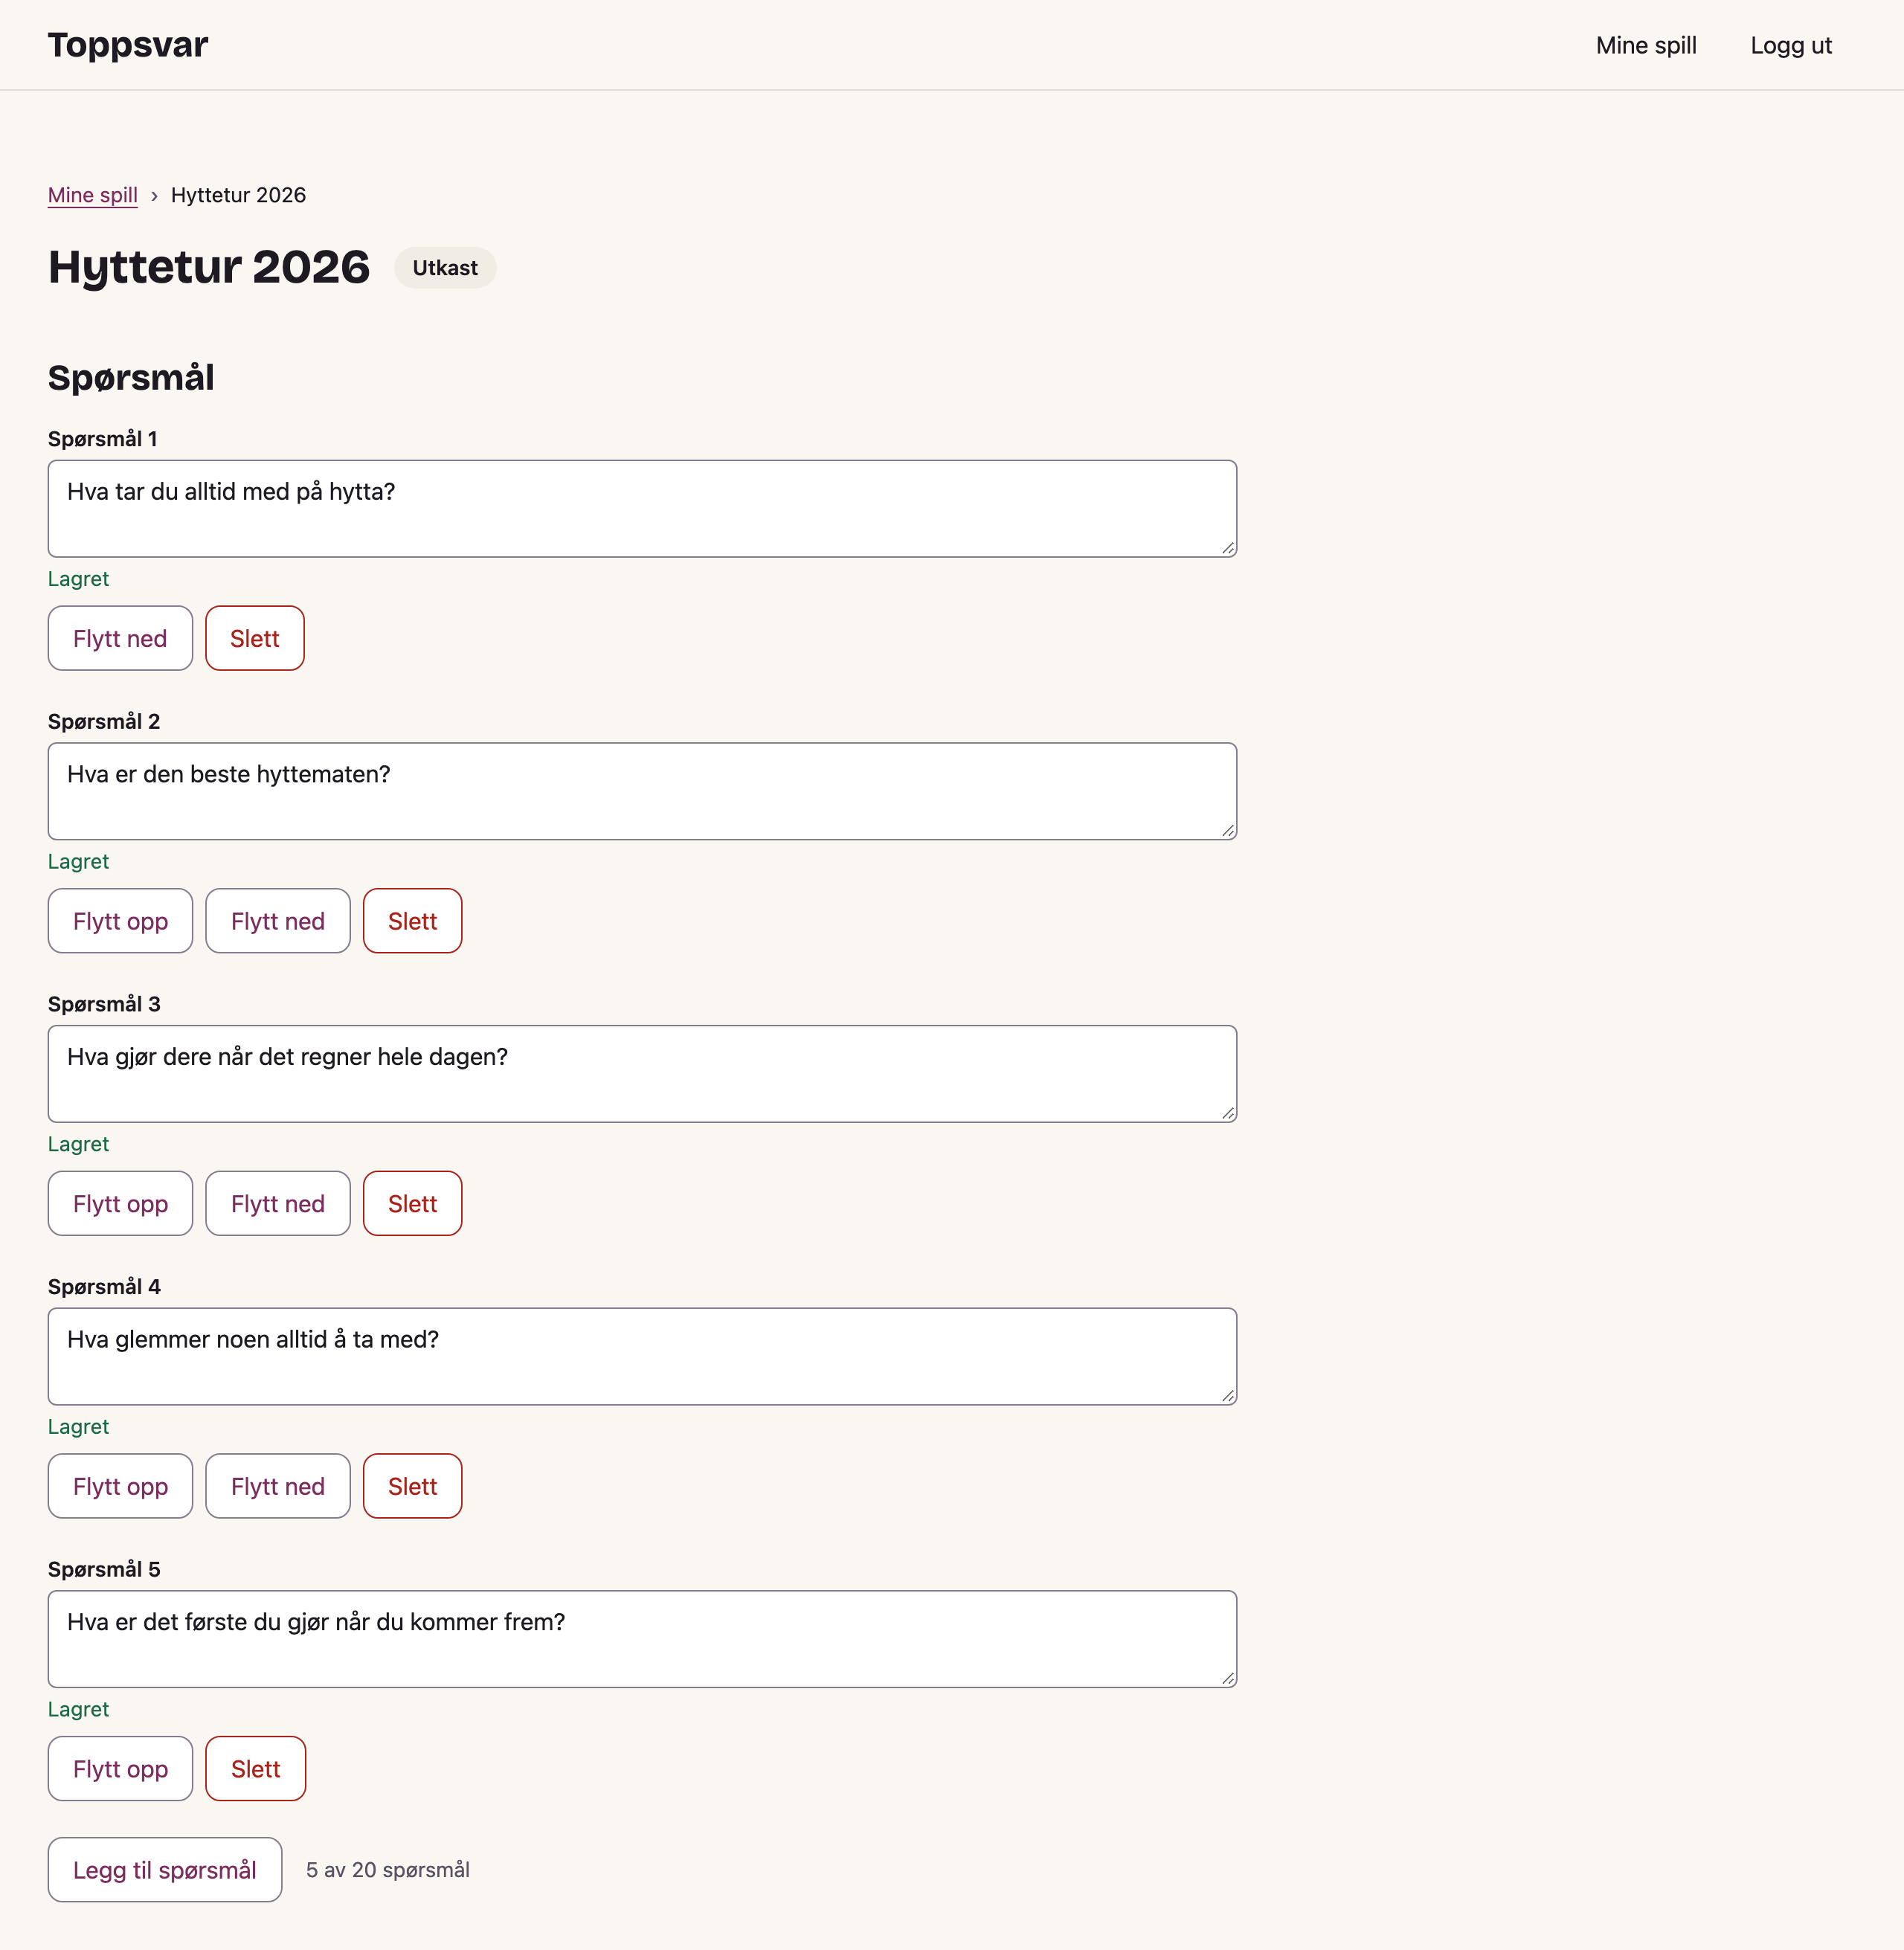 Toppsvar
Mine spill
Logg ut
Mine spill › Hyttetur 2026
Hyttetur 2026
Utkast
Spørsmål
Spørsmål 1
Hva tar du alltid med på hytta?
Lagret
Flytt ned
Slett
Spørsmål 2
Hva er den beste hyttematen?
Lagret
Flytt opp
Flytt ned
Slett
Spørsmål 3
Hva gjør dere når det regner hele dagen?
Lagret
Flytt opp
Flytt ned
Slett
Spørsmål 4
Hva glemmer noen alltid å ta med?
Lagret
Flytt opp
Flytt ned
Slett
Spørsmål 5
Hva er det første du gjør når du kommer frem?
Lagret
Flytt opp
Slett
Legg til spørsmål
5 av 20 spørsmål